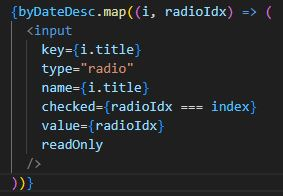 {byDateDesc.map((i, radioIdx) => (
  <input
    key={i.title}
    type="radio"
    name={i.title}
    checked={radioIdx === index}
    value={radioIdx}
    readOnly
  />
))}